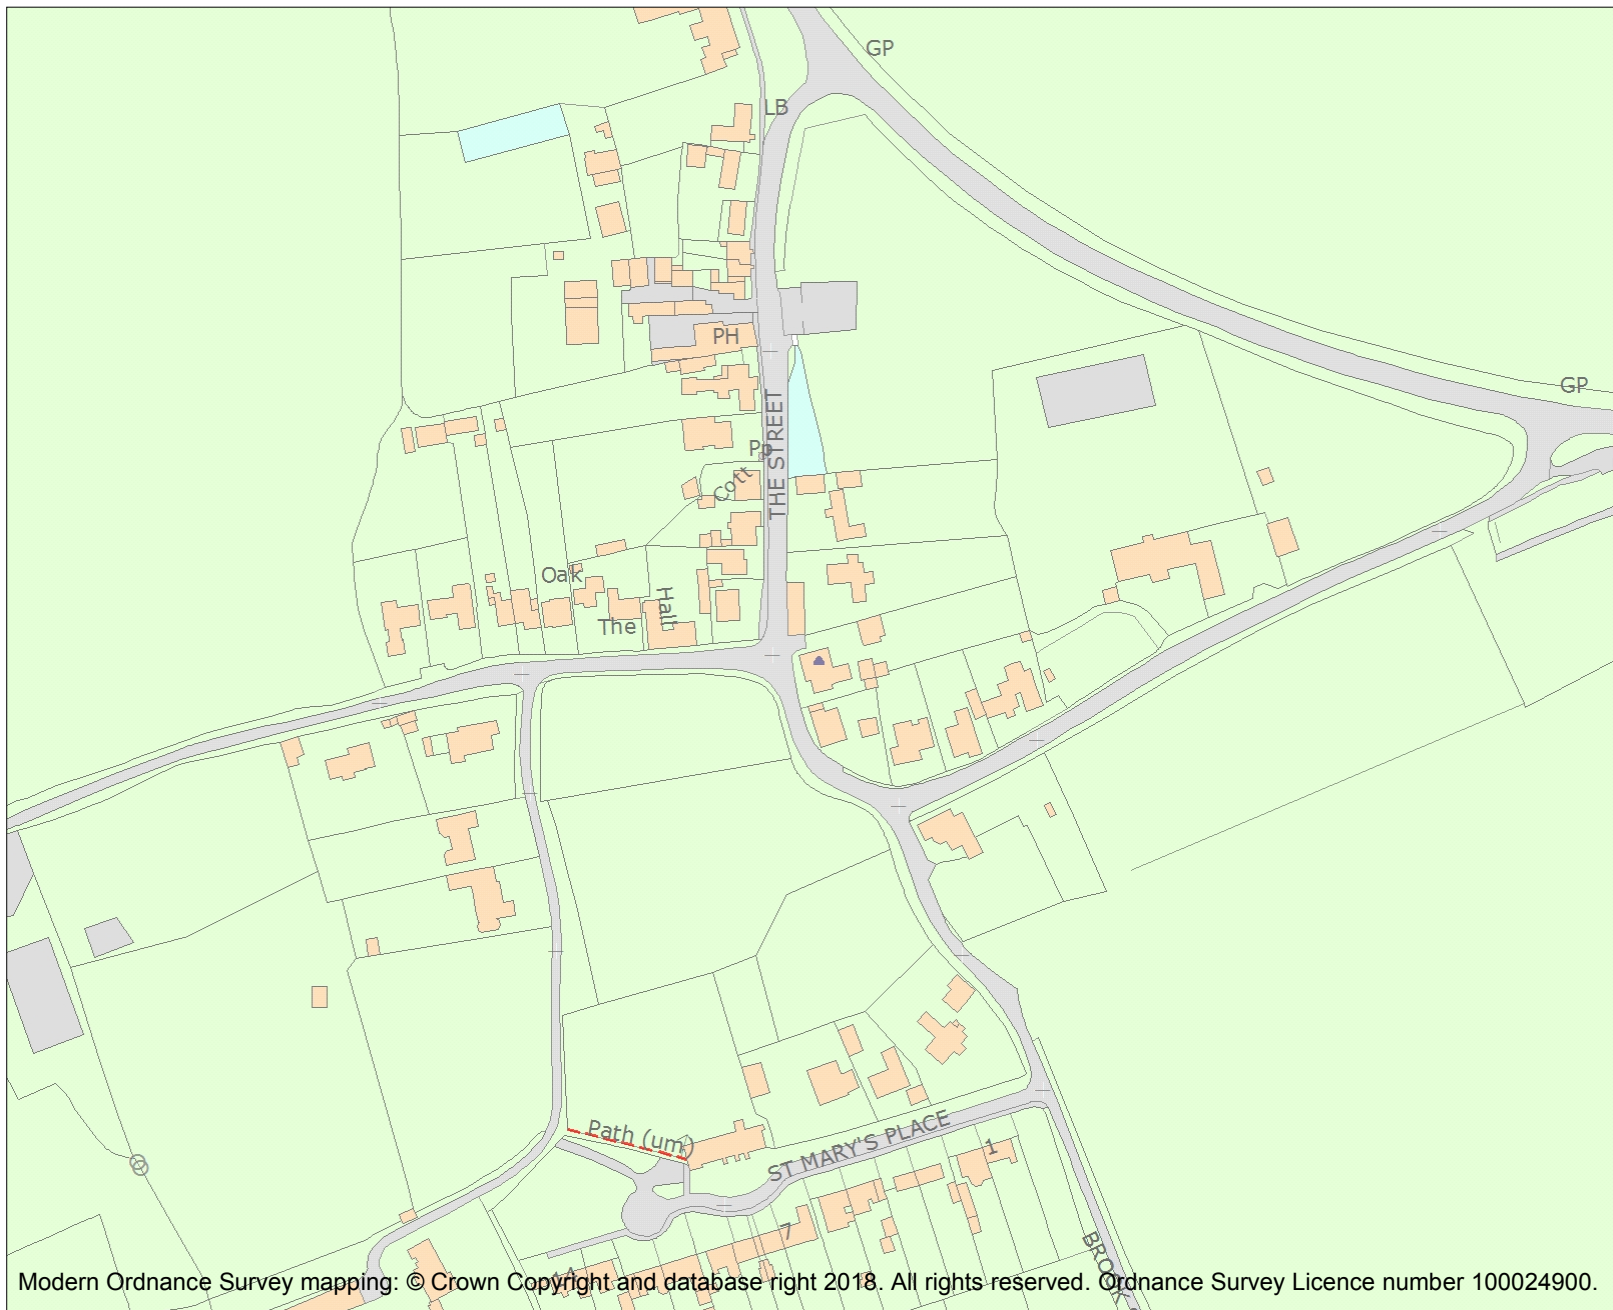 GP
LB
PH
GP
THE STREET
Pp
Cott
Oak
Hall
The
Path (um)
ST MARY'S PLACE
1
7
14
BROOK
Modern Ordnance Survey mapping: © Crown Copyright and database right 2018. All rights reserved. Ordnance Survey Licence number 100024900.